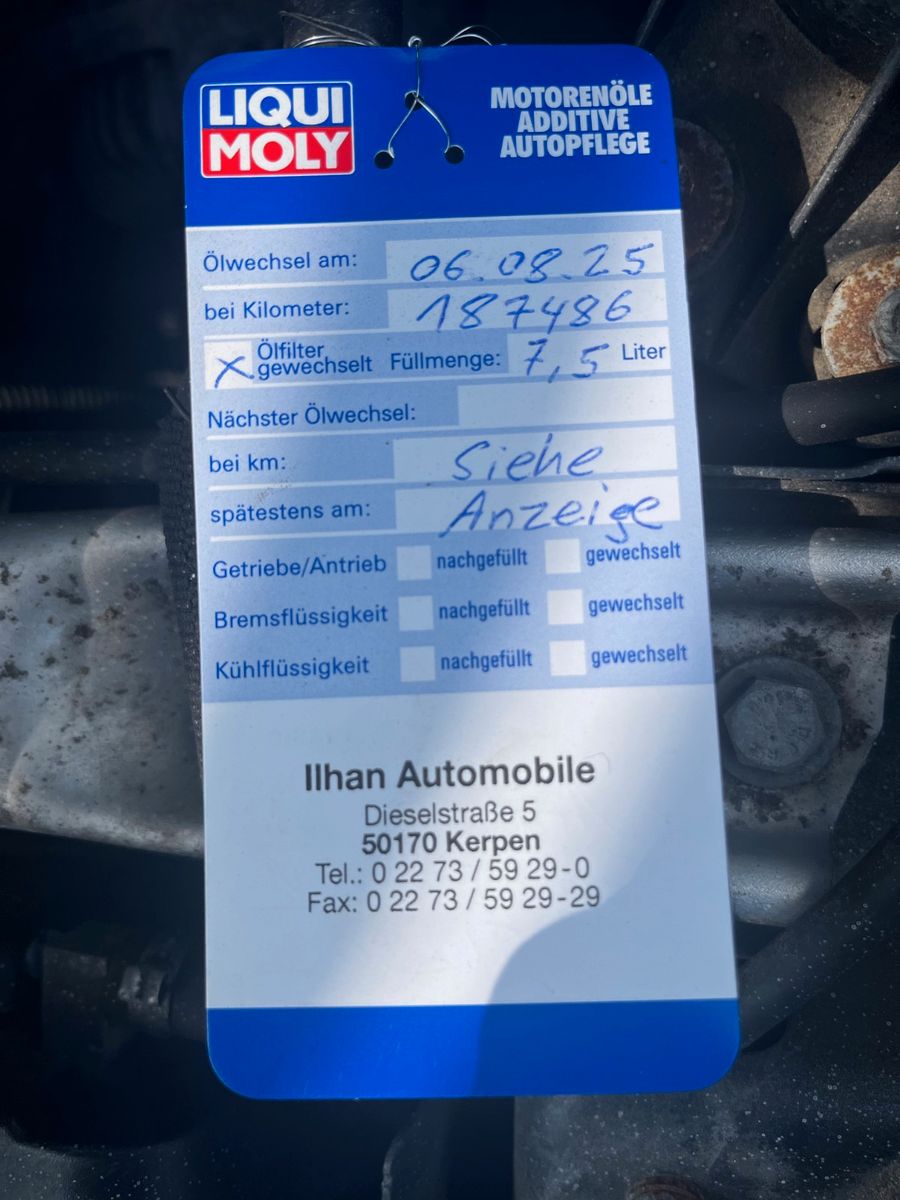 LIQUI
MOLY
MOTORENÖLE
ADDITIVE
AUTOPFLEGE
Ölwechsel am: 06.08.25
bei Kilometer: 187486
X Ölfilter gewechselt Füllmenge: 7,5 Liter
Nächster Ölwechsel:
bei km: Siehe
spätestens am: Anzeige
Getriebe/Antrieb nachgefüllt gewechselt
Bremsflüssigkeit nachgefüllt gewechselt
Kühlflüssigkeit nachgefüllt gewechselt
Ilhan Automobile
Dieselstraße 5
50170 Kerpen
Tel.: 0 22 73 / 59 29-0
Fax: 0 22 73 / 59 29-29